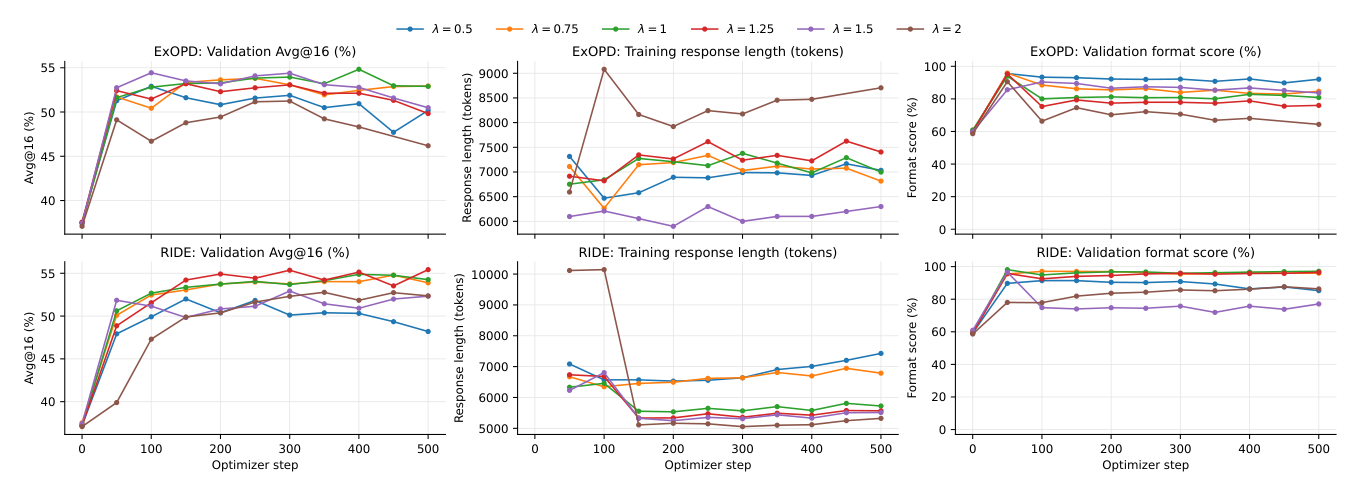 λ = 0.5 λ = 0.75 λ = 1 λ = 1.25 λ = 1.5 λ = 2
ExOPD: Validation Avg@16 (%)
Avg@16 (%)
55
50
45
40
ExOPD: Training response length (tokens)
Response length (tokens)
9000
8500
8000
7500
7000
6500
6000
ExOPD: Validation format score (%)
Format score (%)
100
80
60
40
20
0
RIDE: Validation Avg@16 (%)
Avg@16 (%)
55
50
45
40
0 100 200 300 400 500
Optimizer step
RIDE: Training response length (tokens)
Response length (tokens)
10000
9000
8000
7000
6000
5000
0 100 200 300 400 500
Optimizer step
RIDE: Validation format score (%)
Format score (%)
100
80
60
40
20
0
0 100 200 300 400 500
Optimizer step